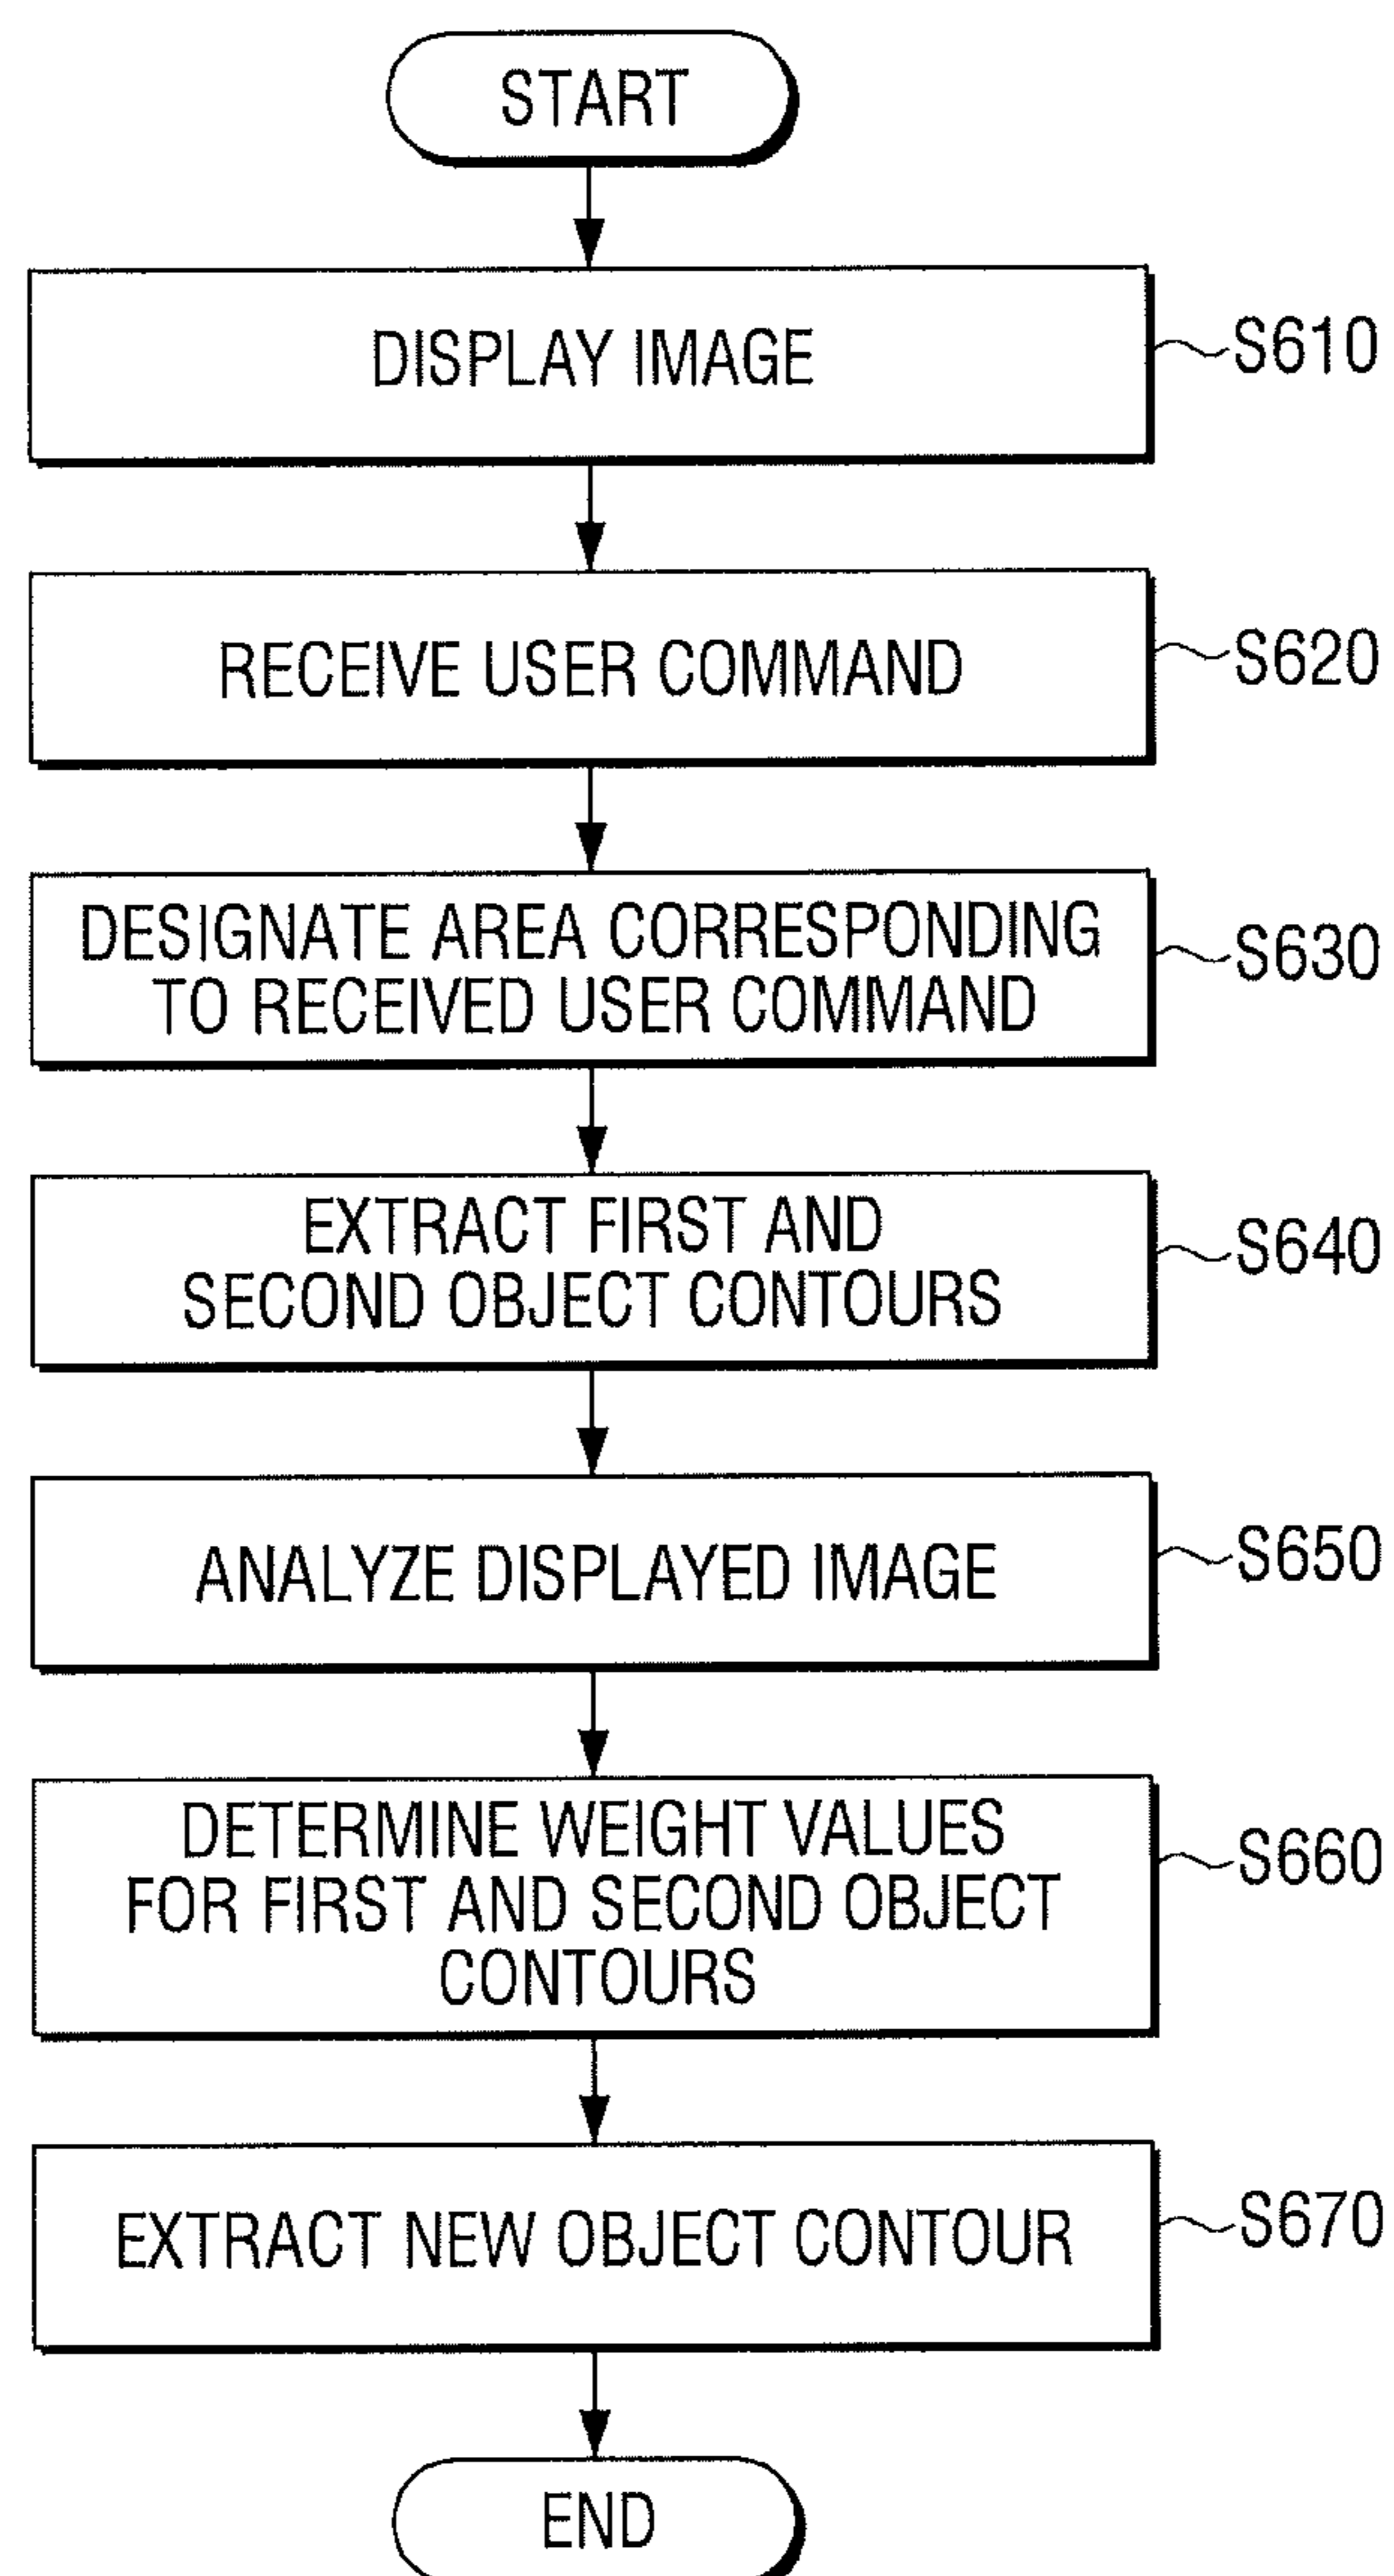 START
DISPLAY IMAGE
S610
RECEIVE USER COMMAND
S620
DESIGNATE AREA CORRESPONDING
TO RECEIVED USER COMMAND
S630
EXTRACT FIRST AND
SECOND OBJECT CONTOURS
S640
ANALYZE DISPLAYED IMAGE
S650
DETERMINE WEIGHT VALUES
FOR FIRST AND SECOND OBJECT
CONTOURS
S660
EXTRACT NEW OBJECT CONTOUR
S670
END